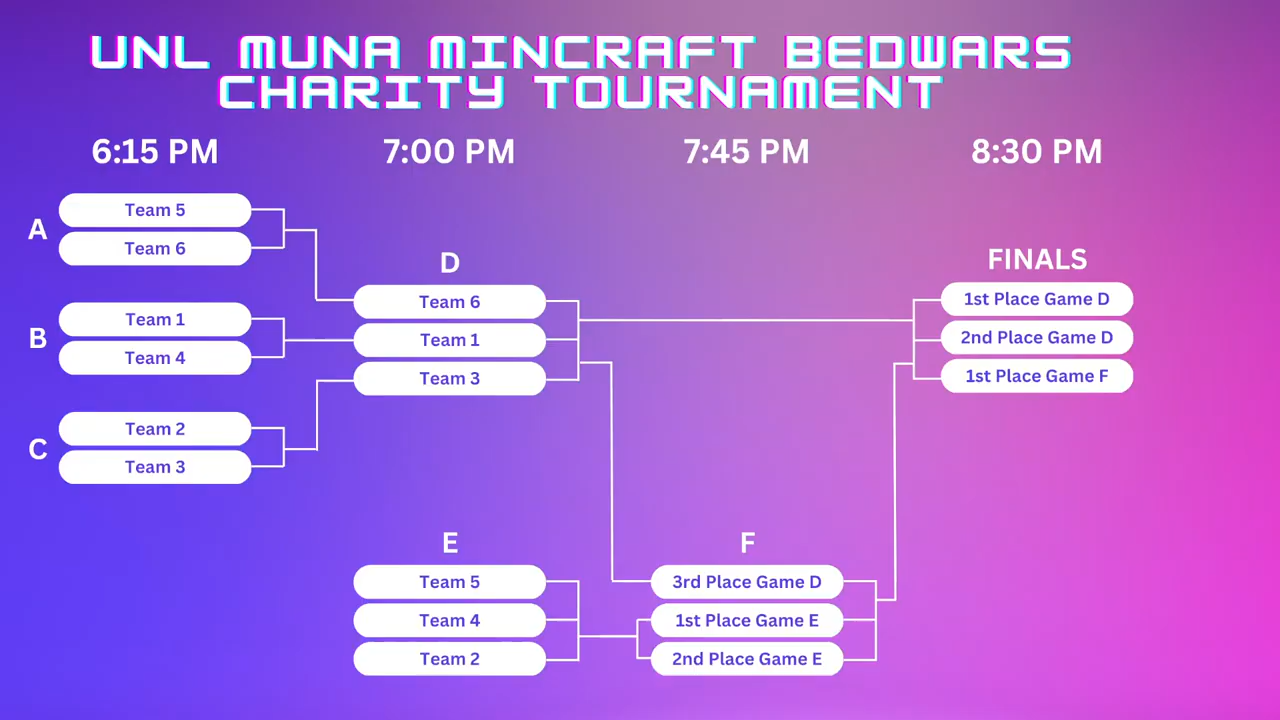 UNL MUNA MINCRAFT BEDWARS
CHARITY TOURNAMENT
6:15 PM
7:00 PM
7:45 PM
8:30 PM
A
Team 5
Team 6
B
Team 1
Team 4
C
Team 2
Team 3
D
Team 6
Team 1
Team 3
E
Team 5
Team 4
Team 2
F
3rd Place Game D
1st Place Game E
2nd Place Game E
FINALS
1st Place Game D
2nd Place Game D
1st Place Game F